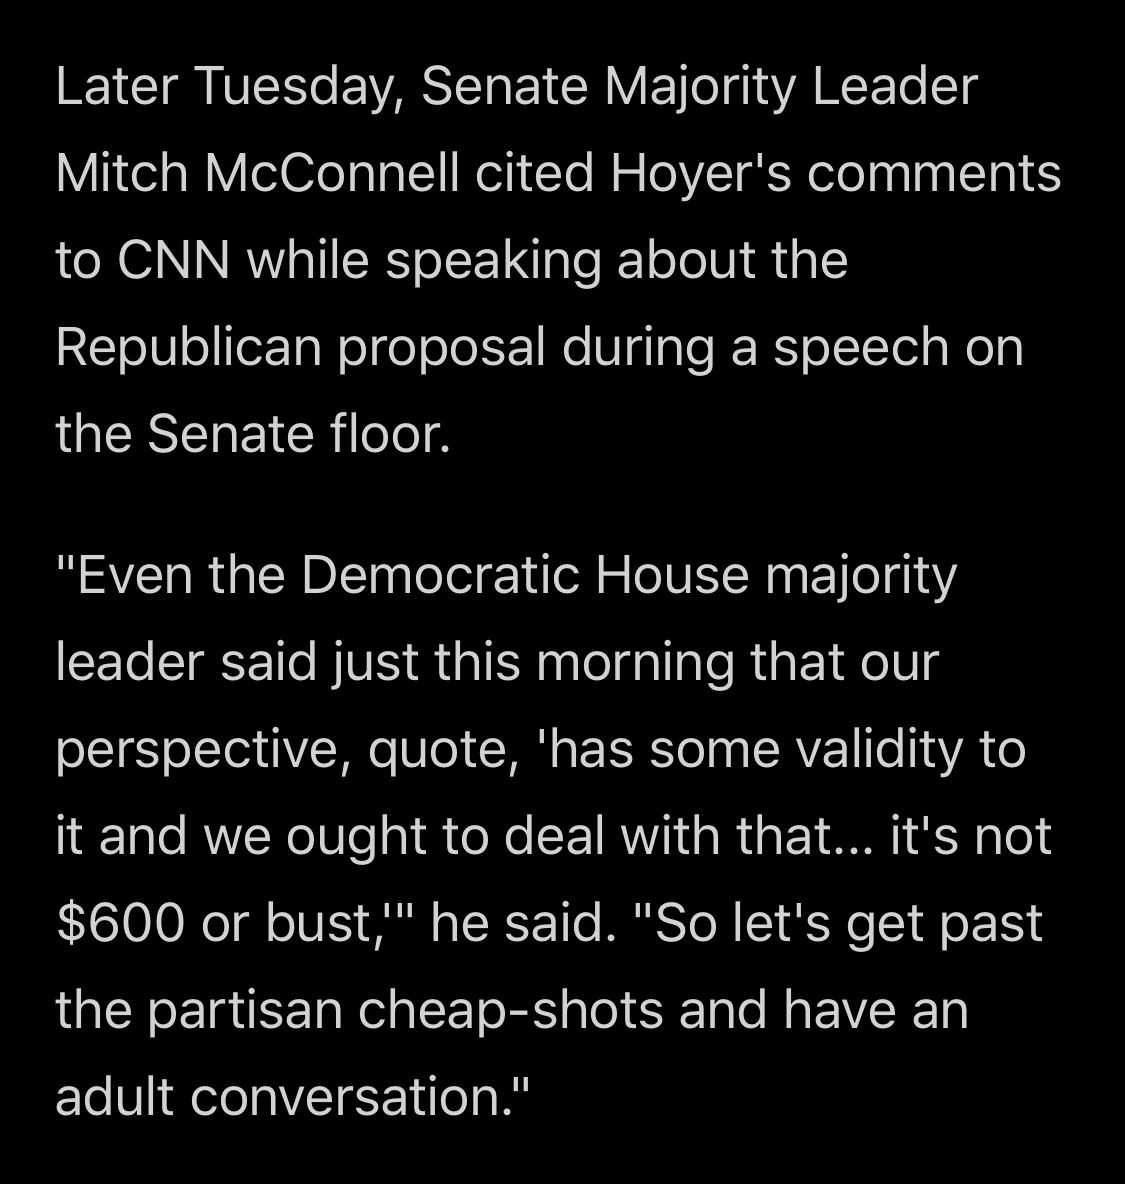 Later Tuesday, Senate Majority Leader
Mitch McConnell cited Hoyer's comments
to CNN while speaking about the
Republican proposal during a speech on
the Senate floor.
"Even the Democratic House majority
leader said just this morning that our
perspective, quote, 'has some validity to
it and we ought to deal with that... it's not
$600 or bust,'" he said. "So let's get past
the partisan cheap-shots and have an
adult conversation."